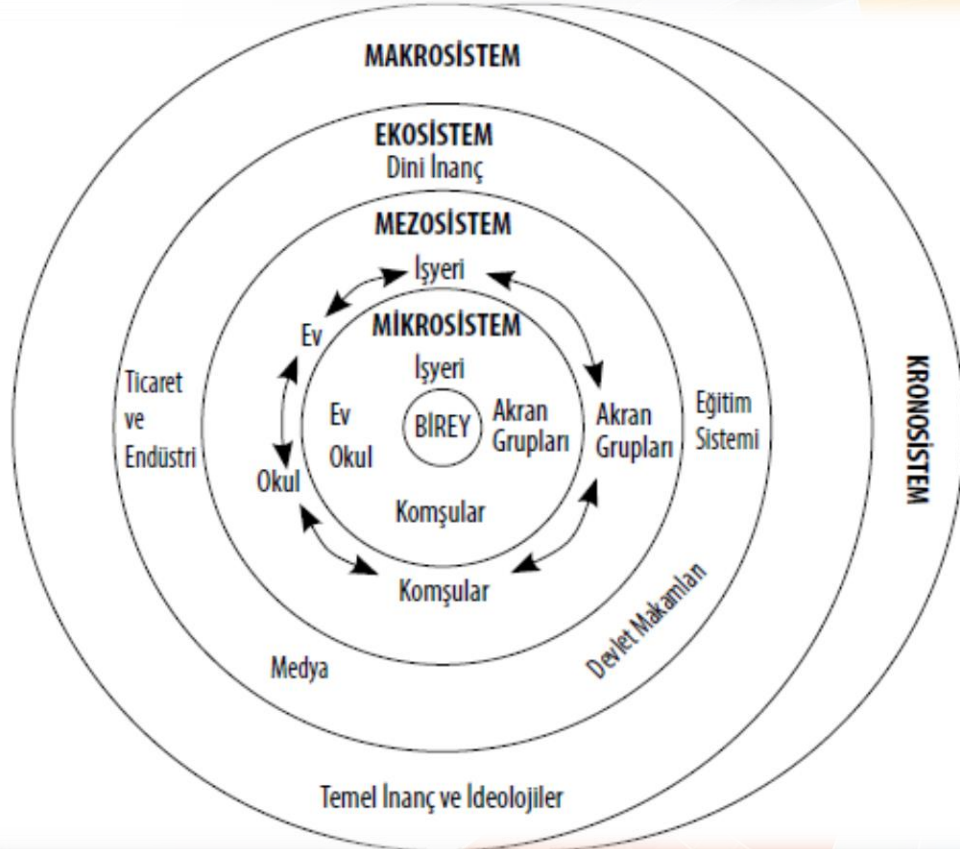 MAKROSİSTEM
EKOSİSTEM
Dini İnanç
MEZOSİSTEM
İşyeri
Ev
MİKROSİSTEM
İşyeri
Ev
Okul
BİREY
Akran
Grupları
Komşular
Akran
Grupları
Okul
Komşular
Ticaret
ve
Endüstri
Eğitim
Sistemi
Devlet Makamları
Medya
Temel İnanç ve İdeolojiler
KRONOSİSTEM